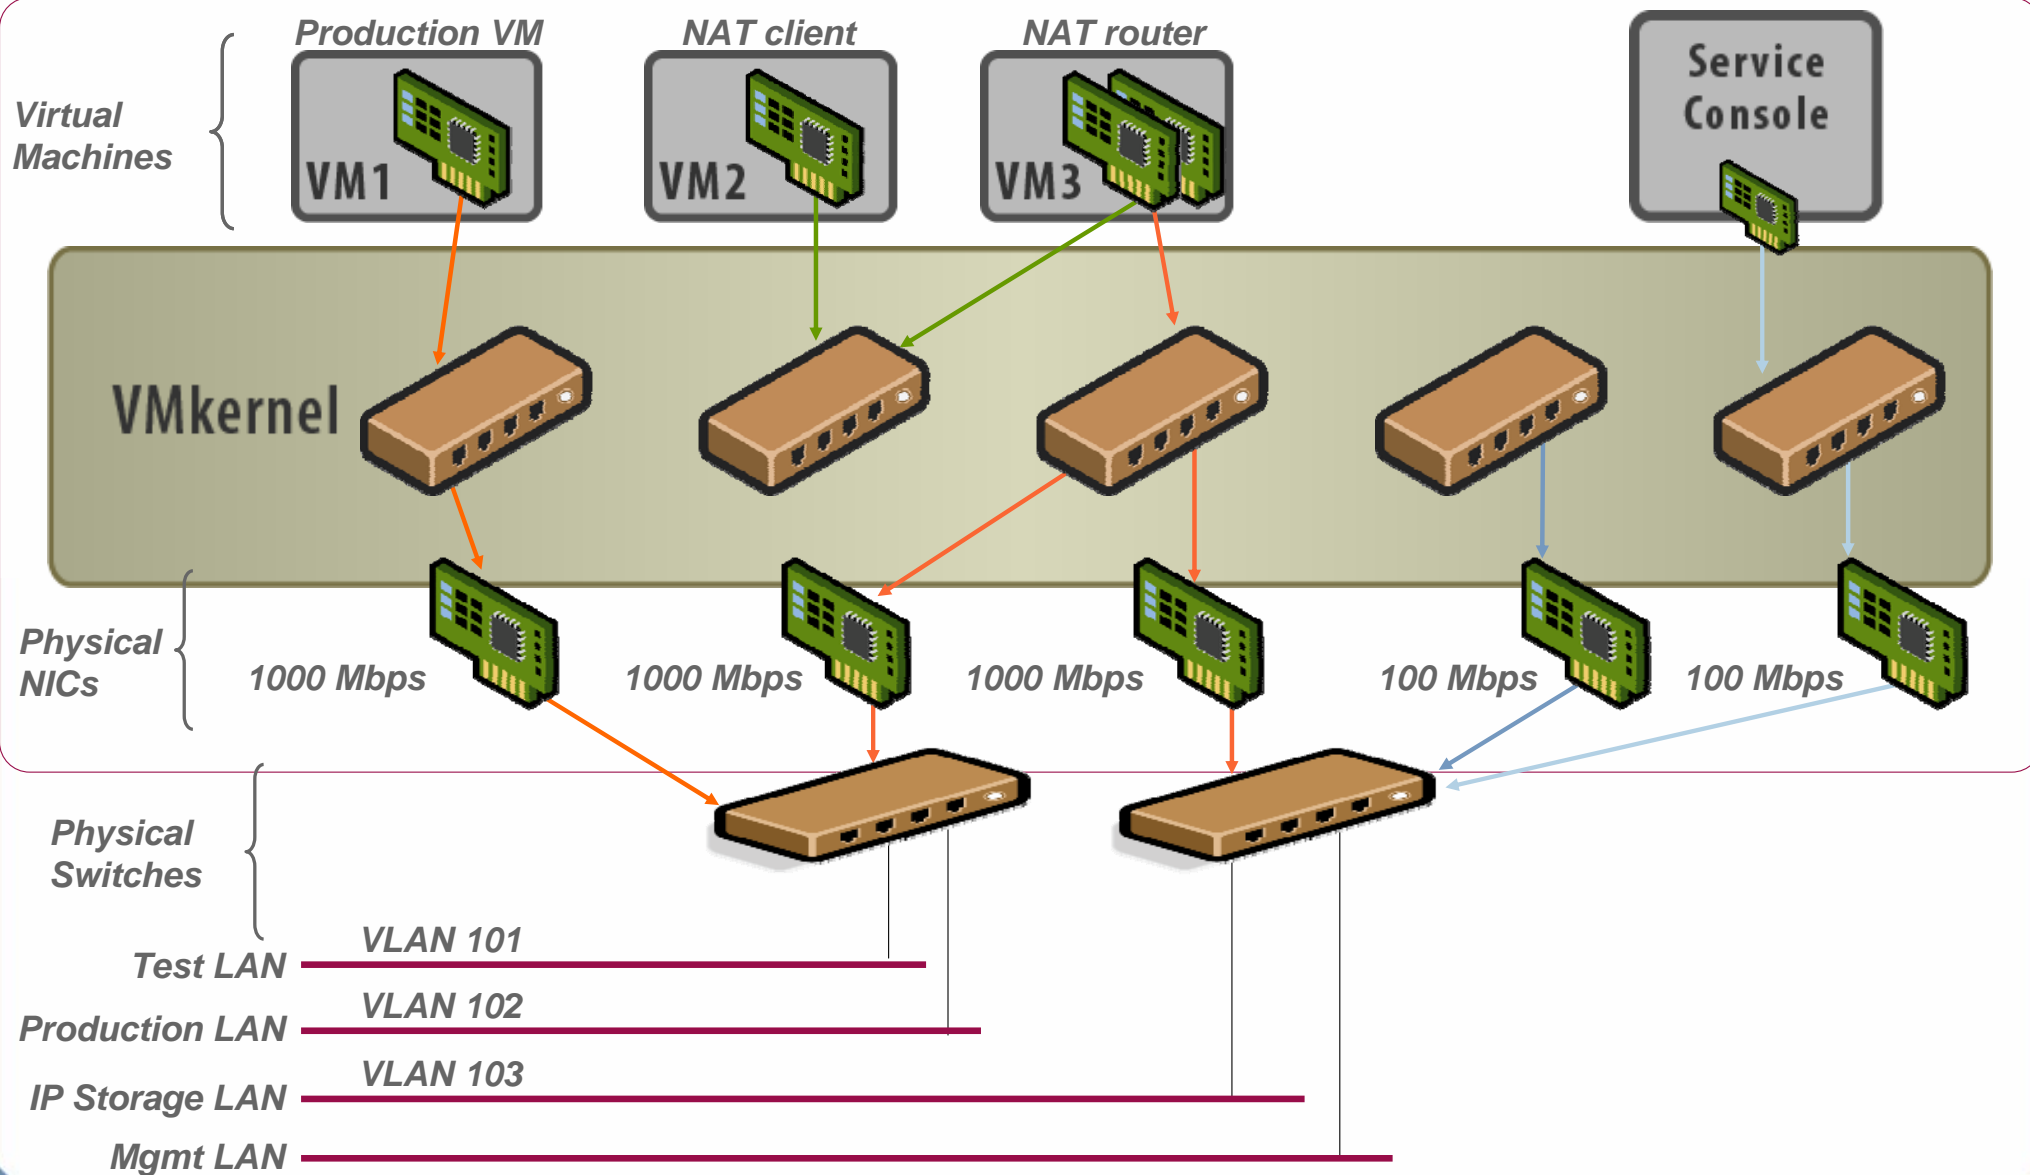 Production VM
NAT client
NAT router
Service
Console
Virtual
Machines
VM1
VM2
VM3
VMkernel
Physical
NICs
1000 Mbps
1000 Mbps
1000 Mbps
100 Mbps
100 Mbps
Physical
Switches
VLAN 101
Test LAN
VLAN 102
Production LAN
VLAN 103
IP Storage LAN
Mgmt LAN